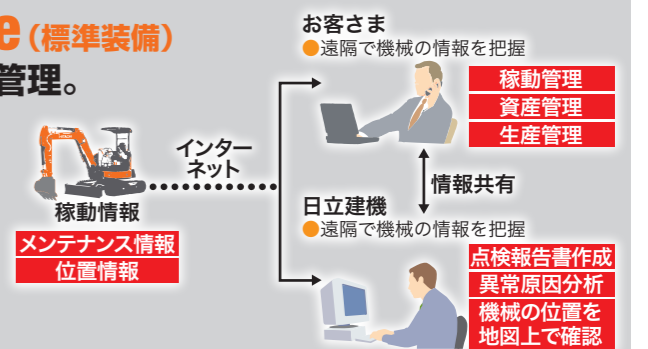 e(標準装備)
管理。
稼動情報
メンテナンス情報
位置情報
インター
ネット
お客さま
●遠隔で機械の情報を把握
稼動管理
資産管理
生産管理
情報共有
日立建機
●遠隔で機械の情報を把握
点検報告書作成
異常原因分析
機械の位置を
地図上で確認